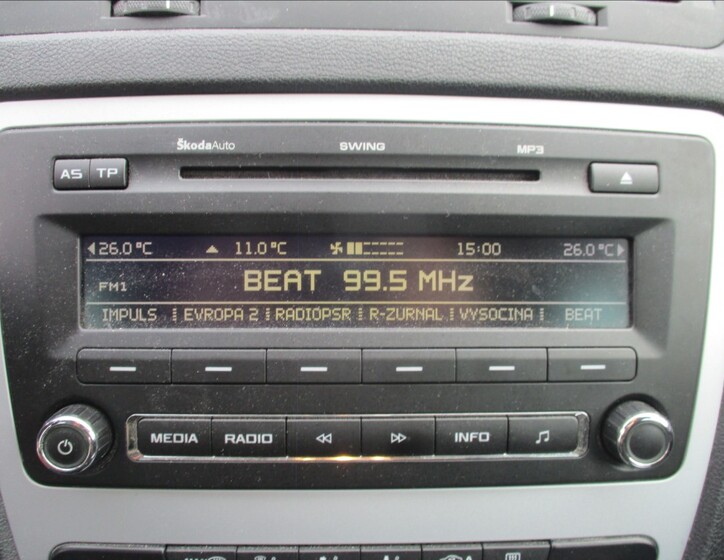 ŠkodaAuto SWING MP3
AS TP
26.0°C 11.0°C 15:00 26.0°C
FM1 BEAT 99.5 MHz
IMPULS EVROPA 2 RADIOPSR R-ZURNAL VYSOCINA BEAT
MEDIA RADIO INFO